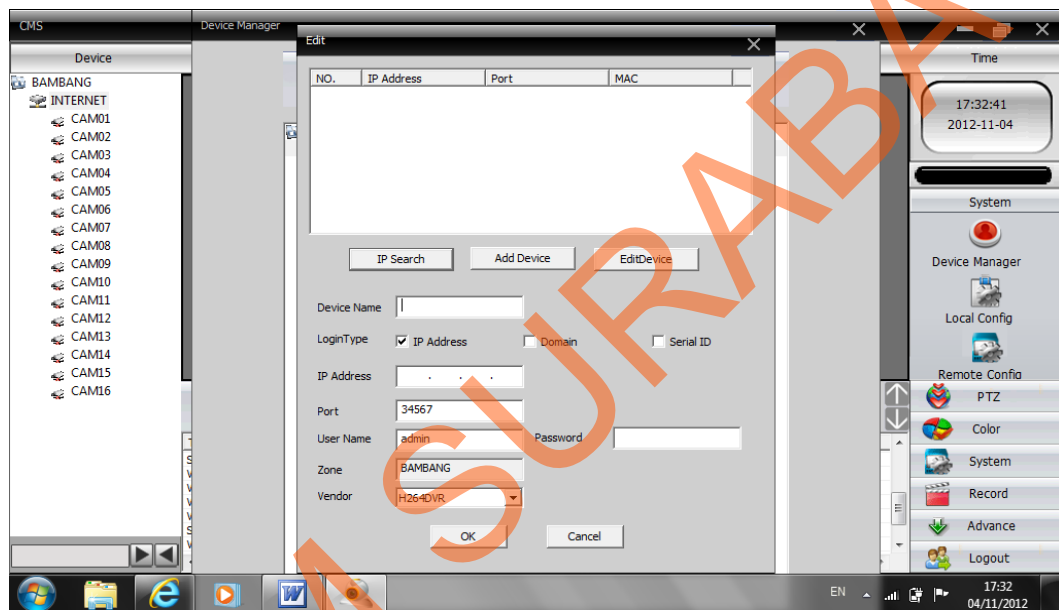 CMS
Device Manager
Edit
Device
Time
NO. IP Address Port MAC
BAMBANG
INTERNET
CAM01
CAM02
CAM03
CAM04
CAM05
CAM06
CAM07
CAM08
CAM09
CAM10
CAM11
CAM12
CAM13
CAM14
CAM15
CAM16
IP Search Add Device EditDevice
Device Name
LoginType IP Address Domain Serial ID
IP Address . . .
Port 34567
User Name admin Password
Zone BAMBANG
Vendor H264DVR
OK Cancel
17:32:41
2012-11-04
System
Device Manager
Local Config
Remote Config
PTZ
Color
System
Record
Advance
Logout
EN
17:32
04/11/2012
SURABA